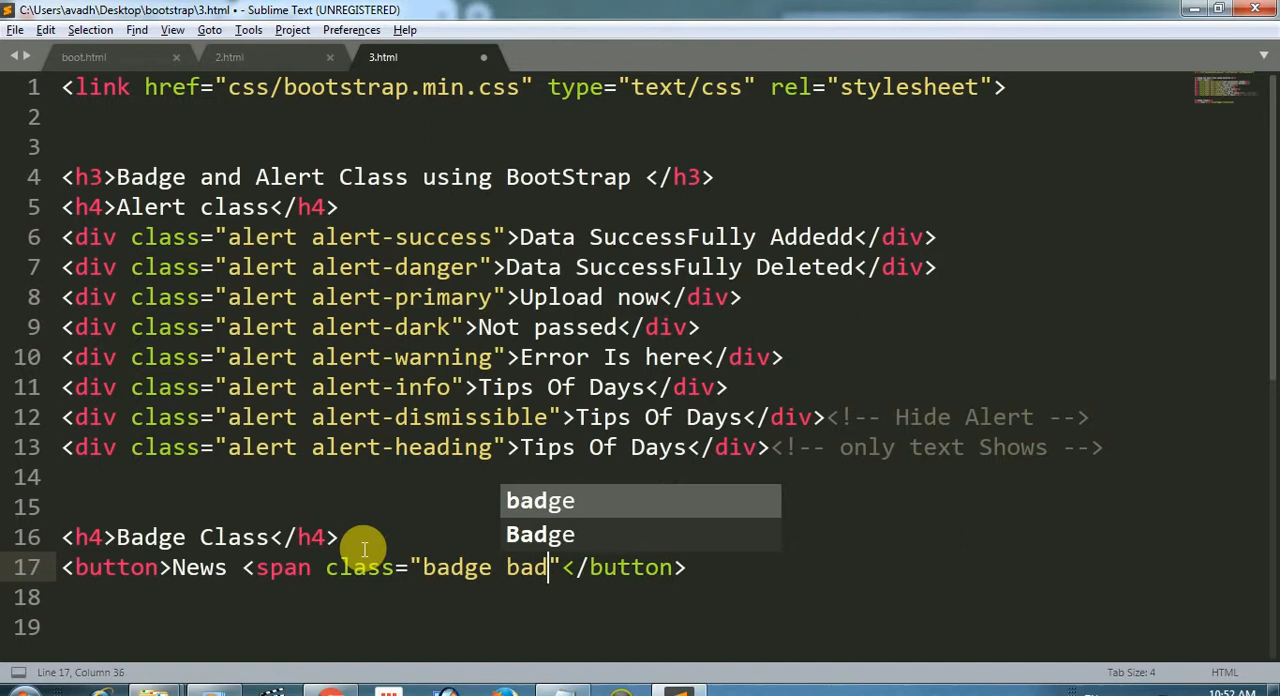 C:\Users\avadh\Desktop\bootstrap\3.html • - Sublime Text (UNREGISTERED)
File Edit Selection Find View Goto Tools Project Preferences Help
boot.html × 2.html × 3.html
1 <link href="css/bootstrap.min.css" type="text/css" rel="stylesheet">
2
3
4 <h3>Badge and Alert Class using BootStrap </h3>
5 <h4>Alert class</h4>
6 <div class="alert alert-success">Data SuccessFully Addedd</div>
7 <div class="alert alert-danger">Data SuccessFully Deleted</div>
8 <div class="alert alert-primary">Upload now</div>
9 <div class="alert alert-dark">Not passed</div>
10 <div class="alert alert-warning">Error Is here</div>
11 <div class="alert alert-info">Tips Of Days</div>
12 <div class="alert alert-dismissible">Tips Of Days</div><!-- Hide Alert -->
13 <div class="alert alert-heading">Tips Of Days</div><!-- only text Shows -->
14
15
badge
Badge
16 <h4>Badge Class</h4>
17 <button>News <span class="badge bad"</button>
18
19
Line 17, Column 36 Tab Size: 4 HTML
10:52 AM